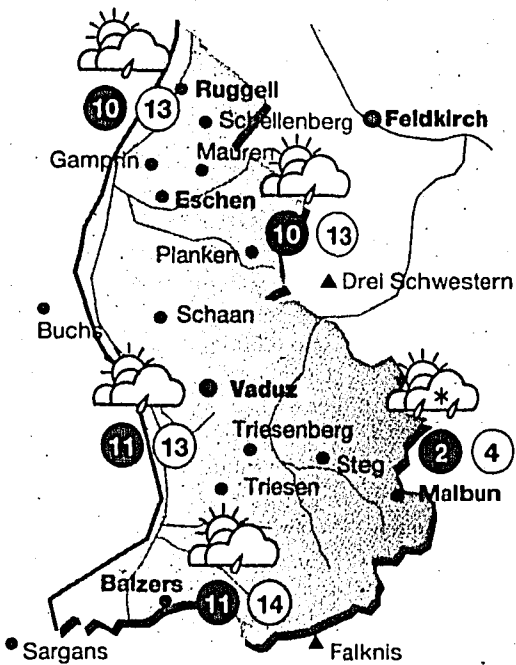 Ruggell
10 13
Schellenberg
Feldkirch
Mauren
Gamprin
Eschen
10 13
Planken
Drei Schwestern
Buchs
Schaan
Vaduz
*
11 13
Triesenberg
2 4
Steg
Triesen
Malbun
Balzers
11 14
Sargans
Falknis